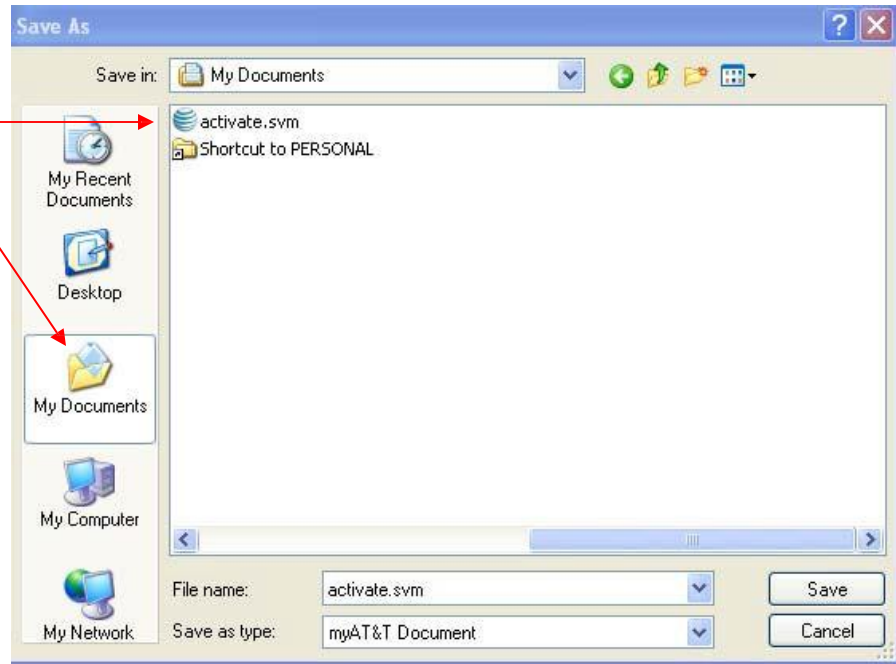 Save As
Save in: My Documents
activate.svm
Shortcut to PERSONAL
My Recent
Documents
Desktop
My Documents
My Computer
My Network
File name: activate.svm Save
Save as type: myAT&T Document Cancel